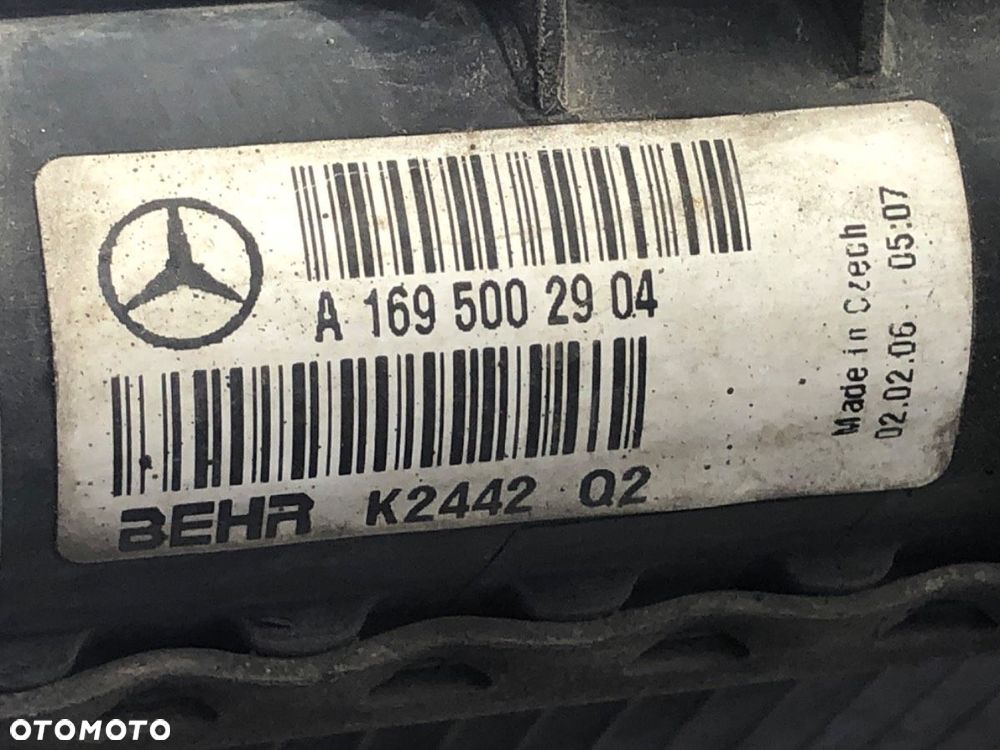 A 169 500 29 04
BEHR K2442 Q2
Made in Czech
02.02.06 05:07
OTOMOTO